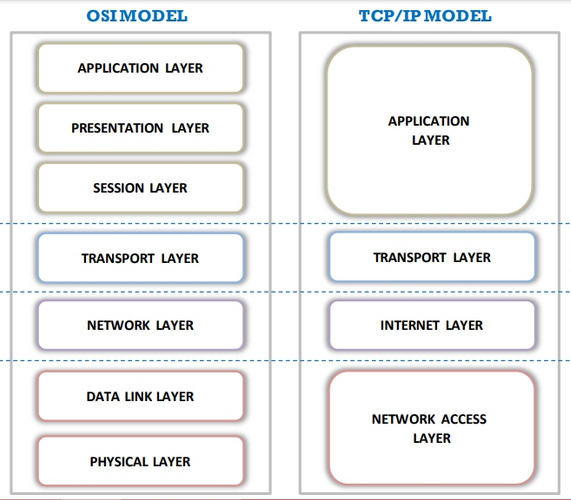 OSI MODEL
APPLICATION LAYER
PRESENTATION LAYER
SESSION LAYER
TRANSPORT LAYER
NETWORK LAYER
DATA LINK LAYER
PHYSICAL LAYER
TCP/IP MODEL
APPLICATION
LAYER
TRANSPORT LAYER
INTERNET LAYER
NETWORK ACCESS
LAYER